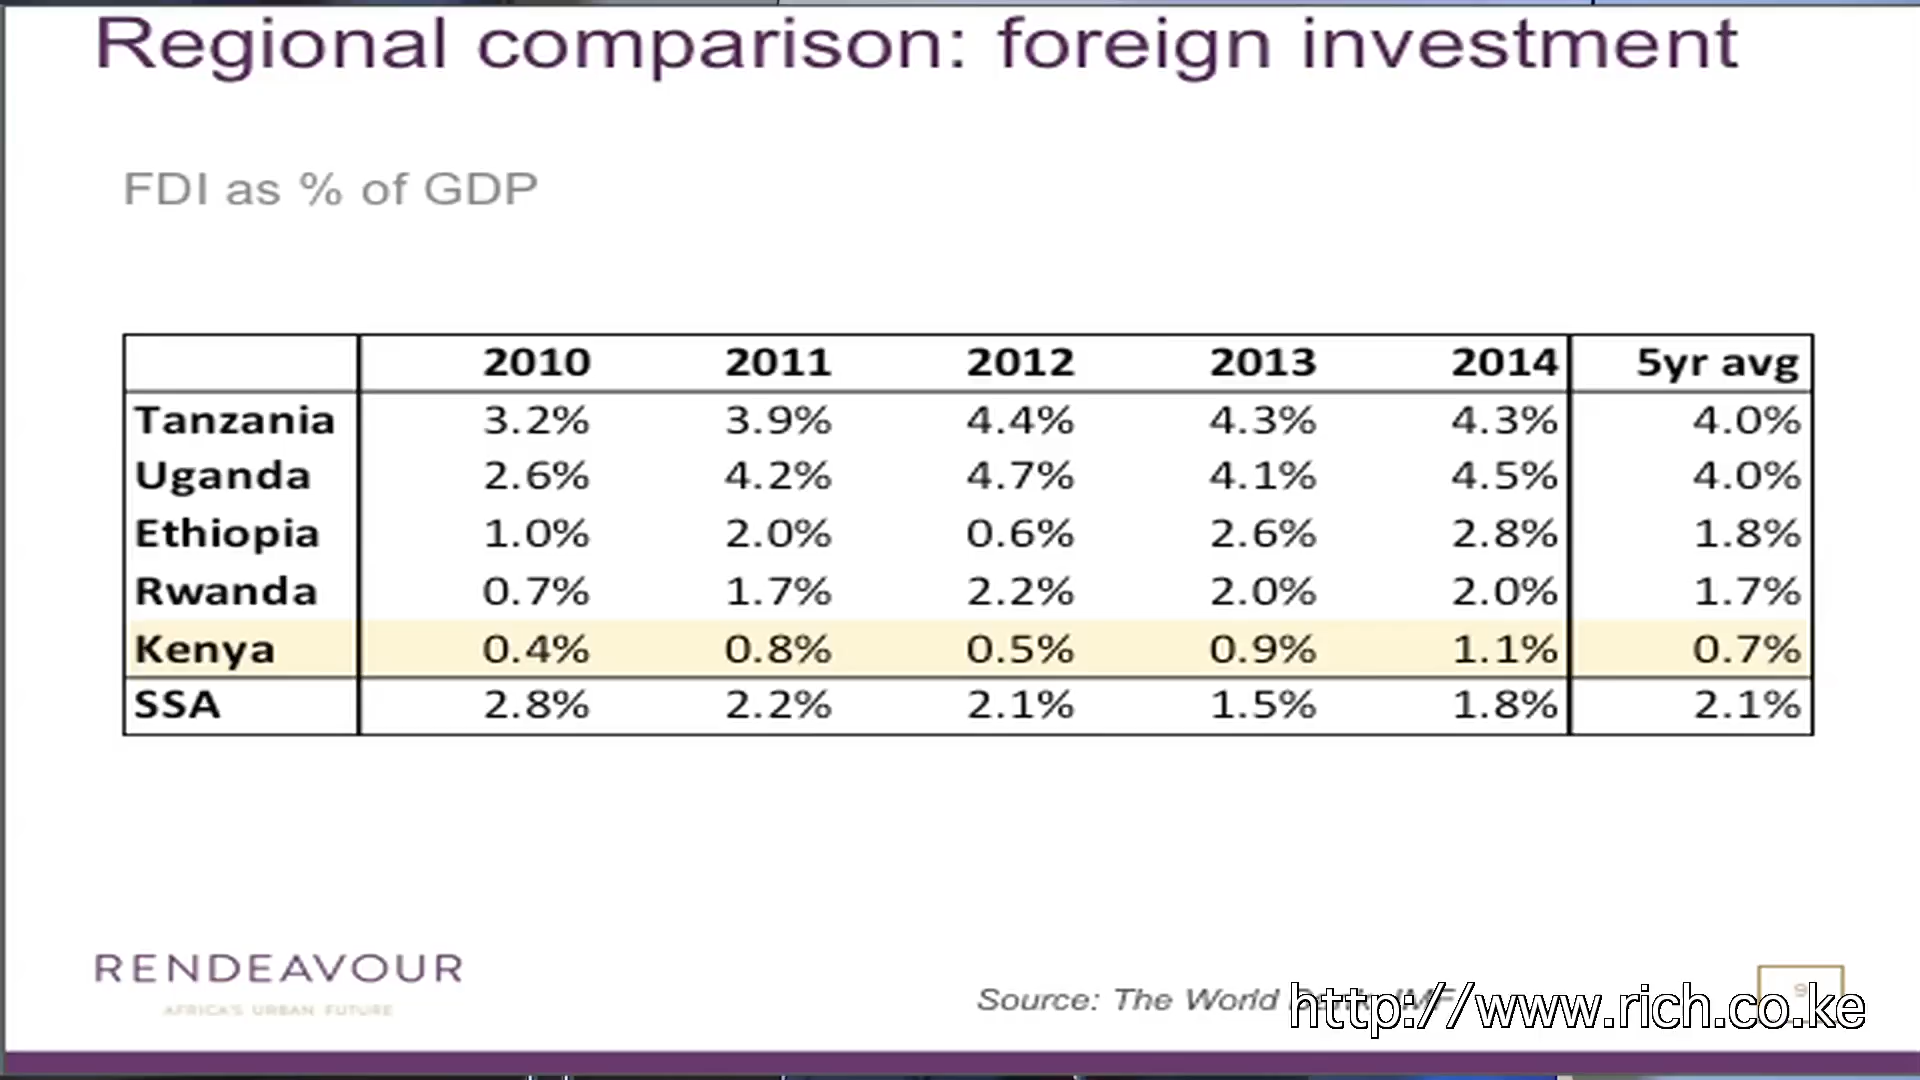 Regional comparison: foreign investment
FDI as % of GDP
2010 2011 2012 2013 2014 5yr avg
Tanzania 3.2% 3.9% 4.4% 4.3% 4.3% 4.0%
Uganda 2.6% 4.2% 4.7% 4.1% 4.5% 4.0%
Ethiopia 1.0% 2.0% 0.6% 2.6% 2.8% 1.8%
Rwanda 0.7% 1.7% 2.2% 2.0% 2.0% 1.7%
Kenya 0.4% 0.8% 0.5% 0.9% 1.1% 0.7%
SSA 2.8% 2.2% 2.1% 1.5% 1.8% 2.1%
RENDEAVOUR
AFRICA'S URBAN FUTURE
Source: The World
http://www.rich.co.ke